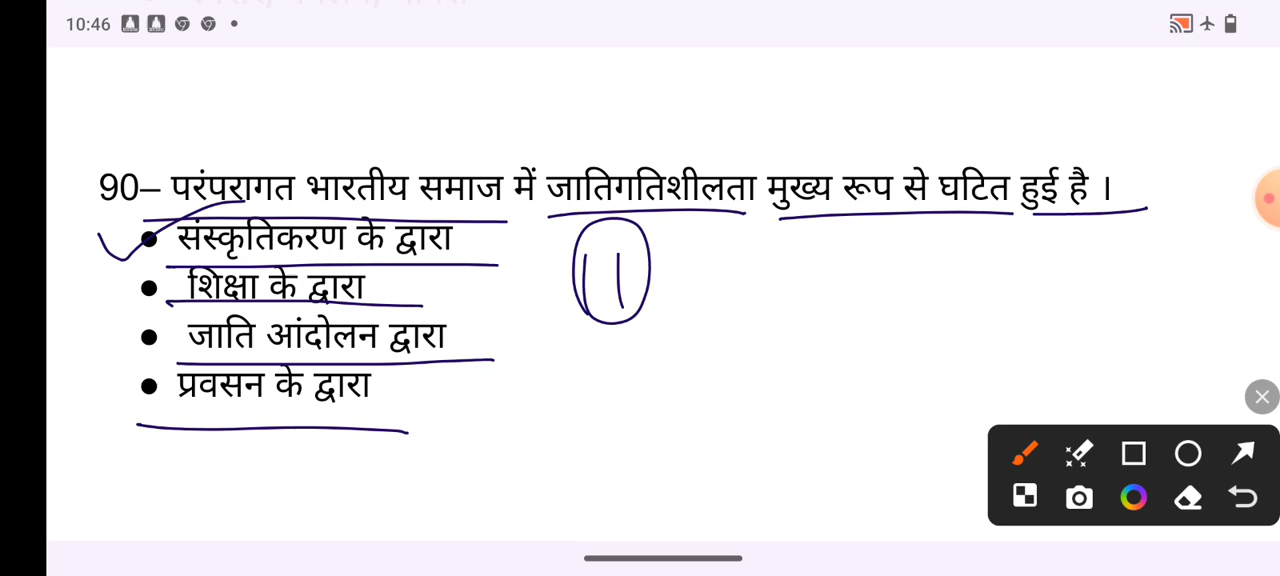 10:46
90– परंपरागत भारतीय समाज में जातिगतिशीलता मुख्य रूप से घटित हुई है ।
● संस्कृतिकरण के द्वारा
● शिक्षा के द्वारा
● जाति आंदोलन द्वारा
● प्रवसन के द्वारा